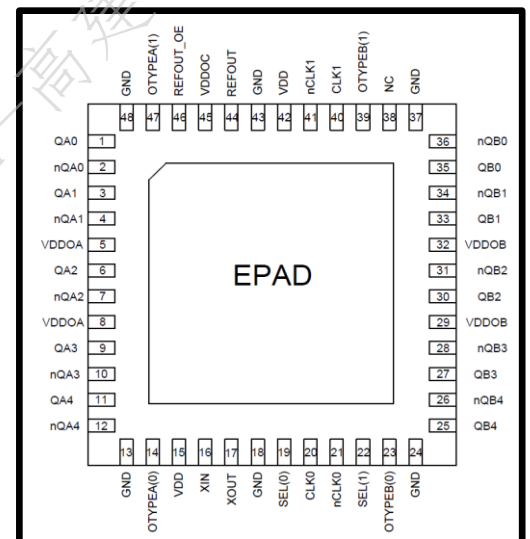 高建
GND
OTYPEA(1)
REFOUT_OE
VDDOC
REFOUT
GND
VDD
nCLK1
CLK1
OTYPEB(1)
NC
GND
48 47 46 45 44 43 42 41 40 39 38 37
QA0 1
nQA0 2
QA1 3
nQA1 4
VDDOA 5
QA2 6
nQA2 7
VDDOA 8
QA3 9
nQA3 10
QA4 11
nQA4 12
EPAD
36 nQB0
35 QB0
34 nQB1
33 QB1
32 VDDOB
31 nQB2
30 QB2
29 VDDOB
28 nQB3
27 QB3
26 nQB4
25 QB4
13 14 15 16 17 18 19 20 21 22 23 24
GND
OTYPEA(0)
VDD
XIN
XOUT
GND
SEL(0)
CLK0
nCLK0
SEL(1)
OTYPEB(0)
GND